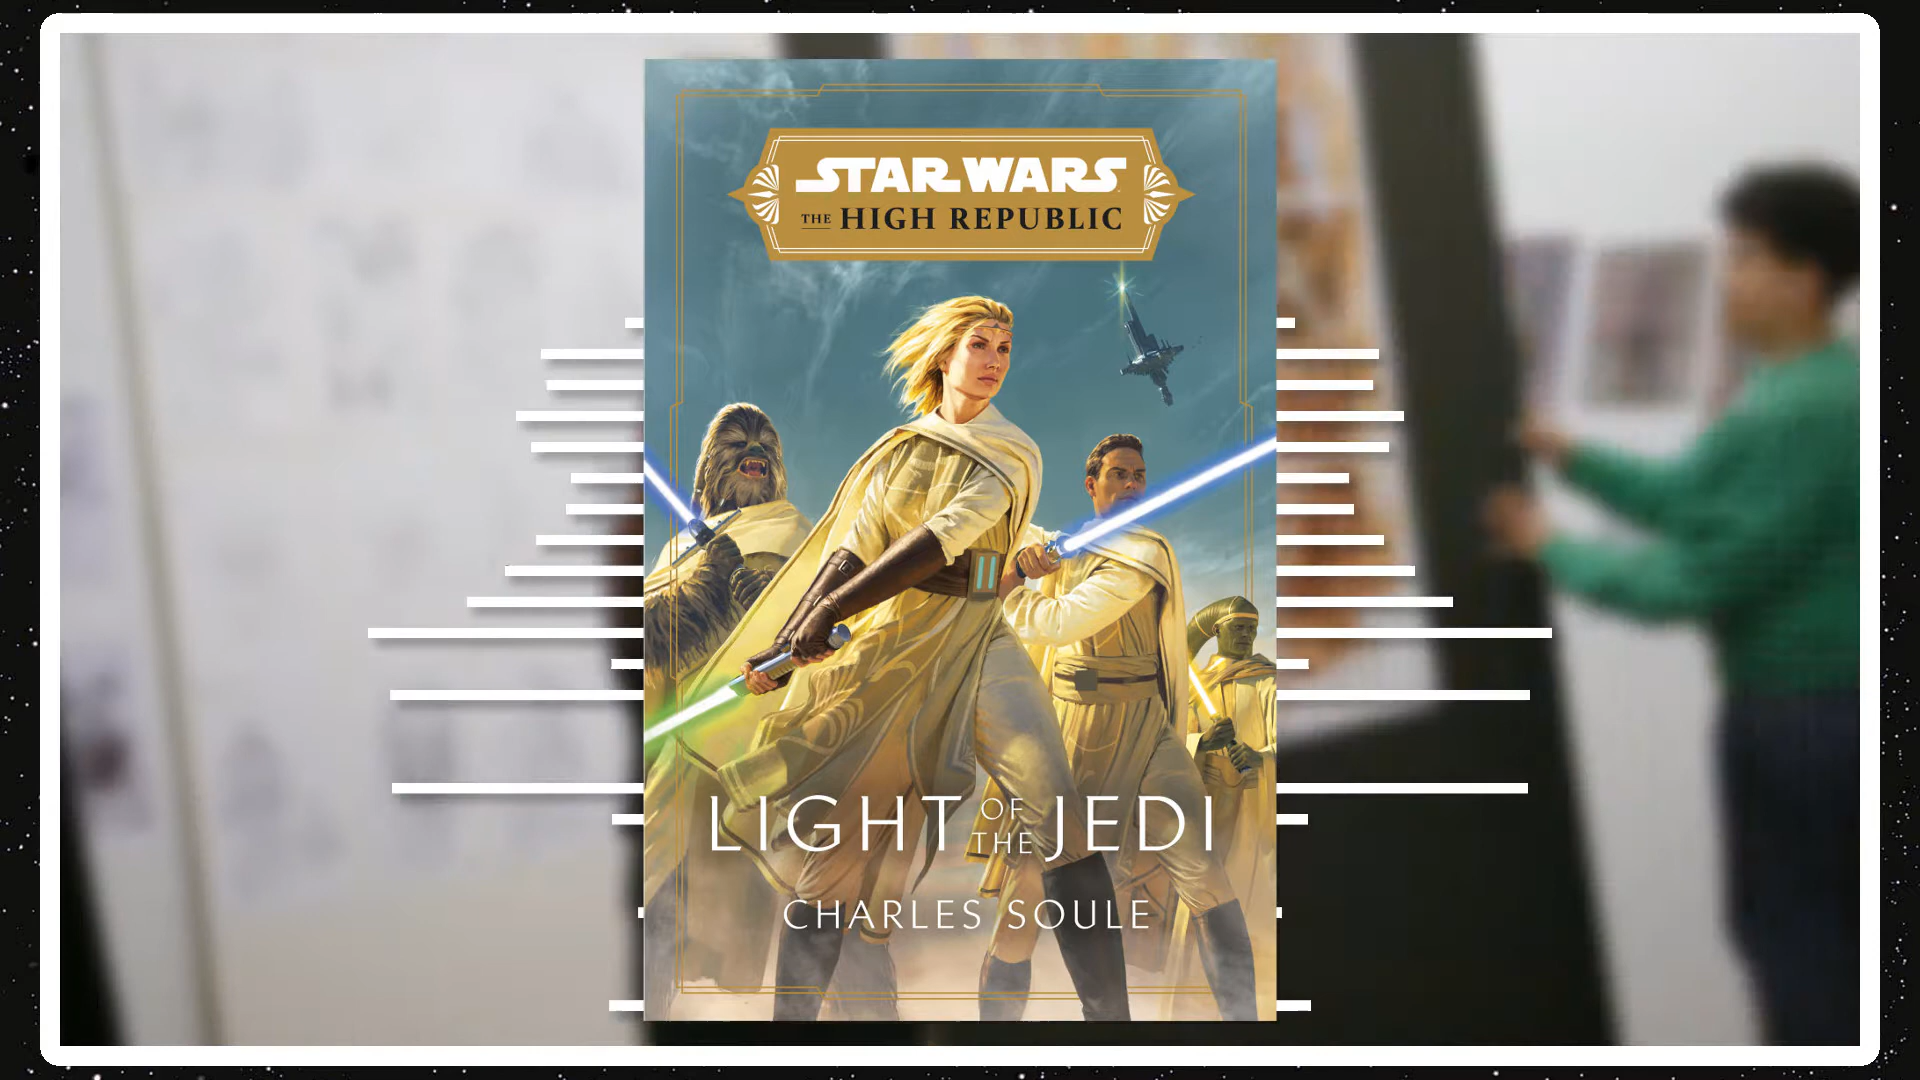 STAR WARS
THE HIGH REPUBLIC
LIGHT OF THE JEDI
CHARLES SOULE